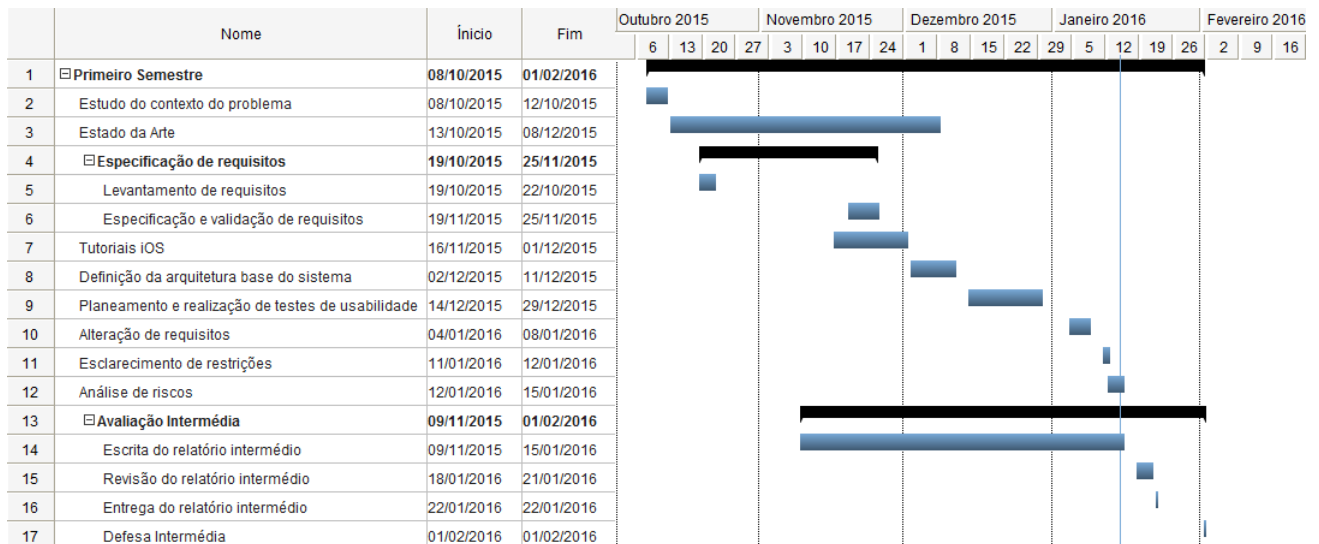 Nome Ínicio Fim Outubro 2015 Novembro 2015 Dezembro 2015 Janeiro 2016 Fevereiro 2016
6 13 20 27 3 10 17 24 1 8 15 22 29 5 12 19 26 2 9 16
1 Primeiro Semestre 08/10/2015 01/02/2016
2 Estudo do contexto do problema 08/10/2015 12/10/2015
3 Estado da Arte 13/10/2015 08/12/2015
4 Especificação de requisitos 19/10/2015 25/11/2015
5 Levantamento de requisitos 19/10/2015 22/10/2015
6 Especificação e validação de requisitos 19/11/2015 25/11/2015
7 Tutoriais iOS 16/11/2015 01/12/2015
8 Definição da arquitetura base do sistema 02/12/2015 11/12/2015
9 Planeamento e realização de testes de usabilidade 14/12/2015 29/12/2015
10 Alteração de requisitos 04/01/2016 08/01/2016
11 Esclarecimento de restrições 11/01/2016 12/01/2016
12 Análise de riscos 12/01/2016 15/01/2016
13 Avaliação Intermédia 09/11/2015 01/02/2016
14 Escrita do relatório intermédio 09/11/2015 15/01/2016
15 Revisão do relatório intermédio 18/01/2016 21/01/2016
16 Entrega do relatório intermédio 22/01/2016 22/01/2016
17 Defesa Intermédia 01/02/2016 01/02/2016